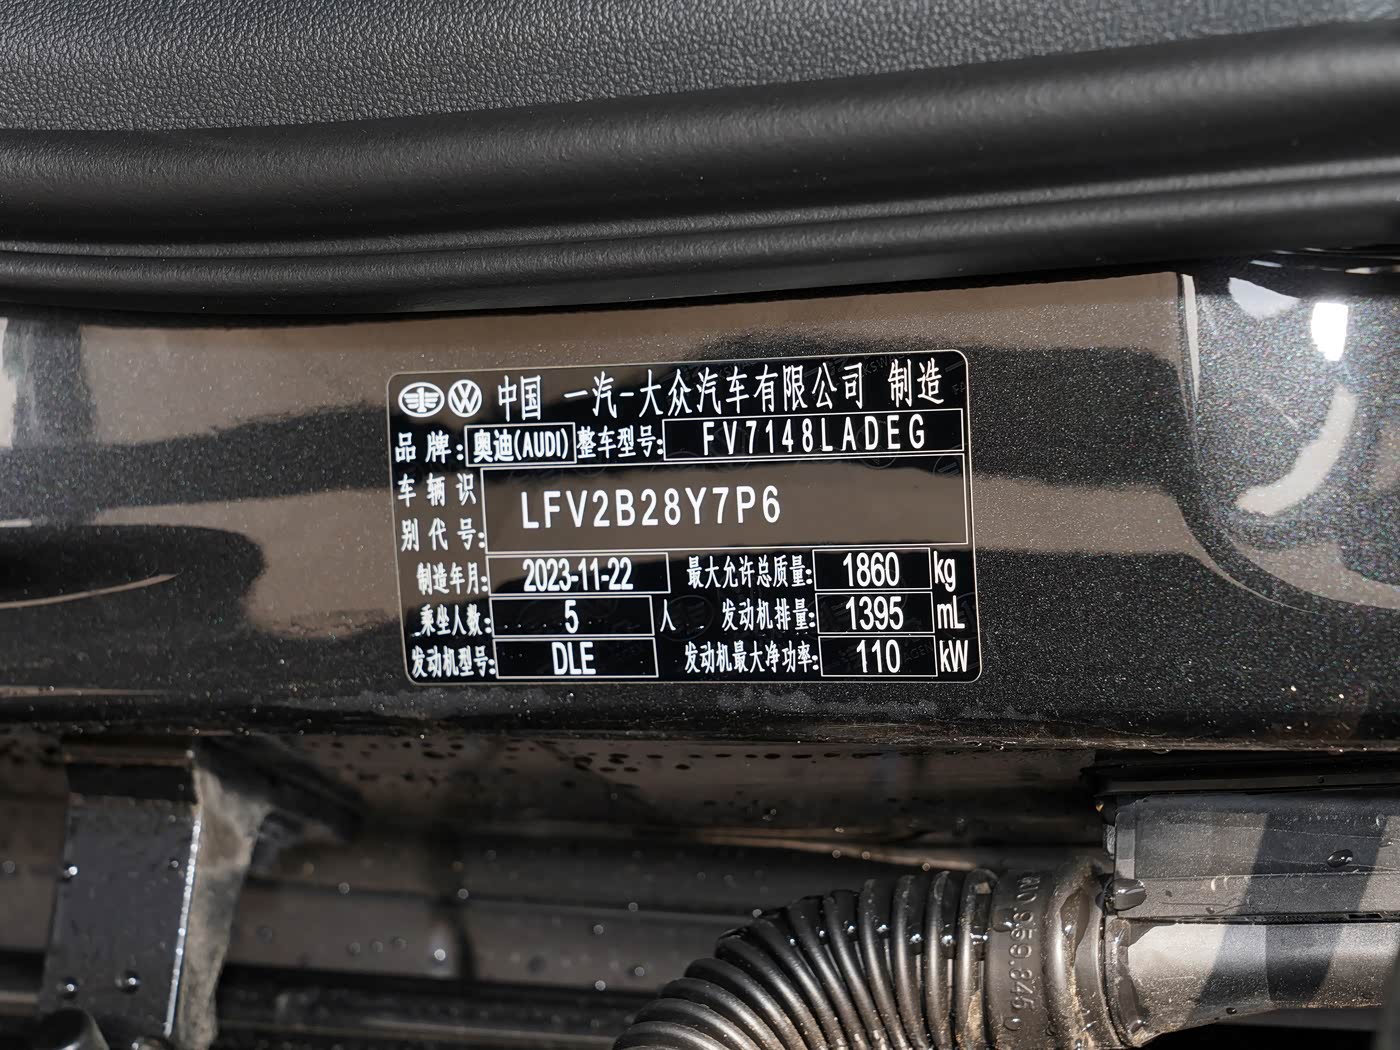 中国 一汽-大众汽车有限公司 制造
品牌: 奥迪(AUDI) 整车型号: FV7148LADEG
车辆识别代号: LFV2B28Y7P6
制造年月: 2023-11-22 最大允许总质量: 1860 kg
乘坐人数: 5 人 发动机排量: 1395 mL
发动机型号: DLE 发动机最大净功率: 110 kW